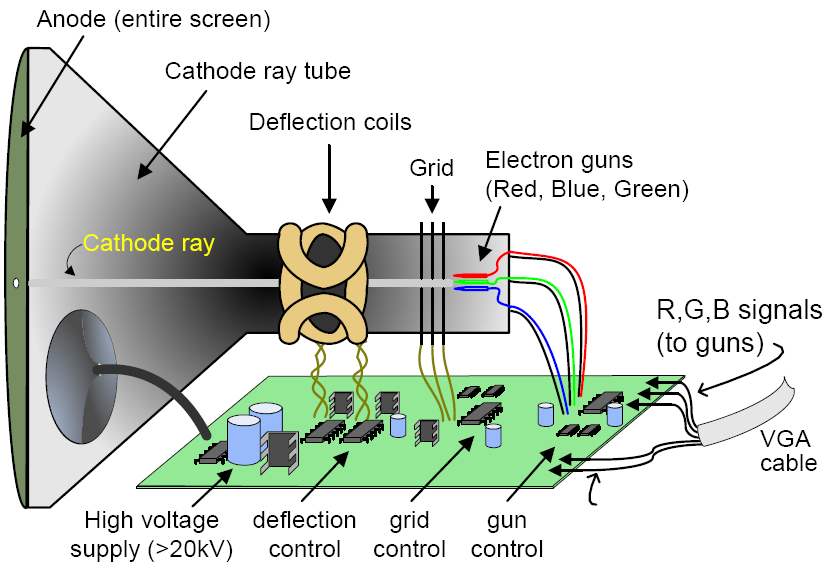 Anode (entire screen)
Cathode ray tube
Deflection coils
Grid
Electron guns
(Red, Blue, Green)
Cathode ray
R,G,B signals
(to guns)
VGA
cable
High voltage
supply (>20kV)
deflection
control
grid
control
gun
control